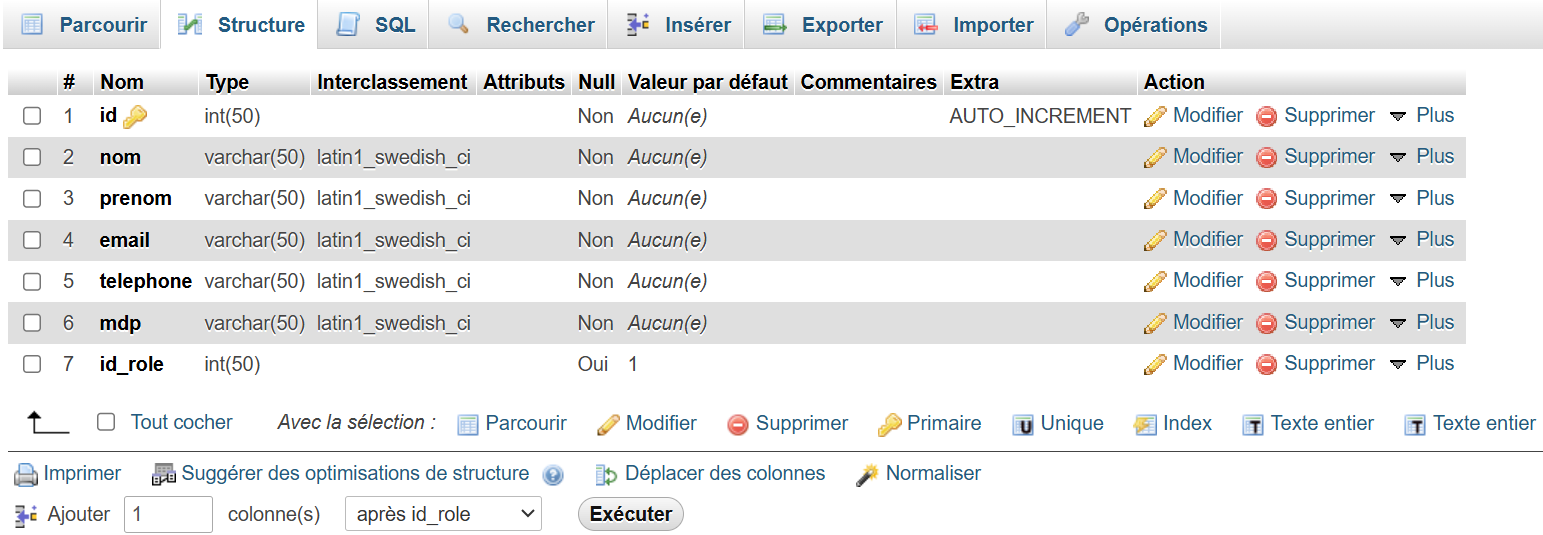 Parcourir Structure SQL Rechercher Insérer Exporter Importer Opérations
# Nom Type Interclassement Attributs Null Valeur par défaut Commentaires Extra Action
1 id int(50) Non Aucun(e) AUTO_INCREMENT Modifier Supprimer Plus
2 nom varchar(50) latin1_swedish_ci Non Aucun(e) Modifier Supprimer Plus
3 prenom varchar(50) latin1_swedish_ci Non Aucun(e) Modifier Supprimer Plus
4 email varchar(50) latin1_swedish_ci Non Aucun(e) Modifier Supprimer Plus
5 telephone varchar(50) latin1_swedish_ci Non Aucun(e) Modifier Supprimer Plus
6 mdp varchar(50) latin1_swedish_ci Non Aucun(e) Modifier Supprimer Plus
7 id_role int(50) Oui 1 Modifier Supprimer Plus
Tout cocher Avec la sélection : Parcourir Modifier Supprimer Primaire Unique Index Texte entier Texte entier
Imprimer Suggérer des optimisations de structure Déplacer des colonnes Normaliser
Ajouter 1 colonne(s) après id_role Exécuter